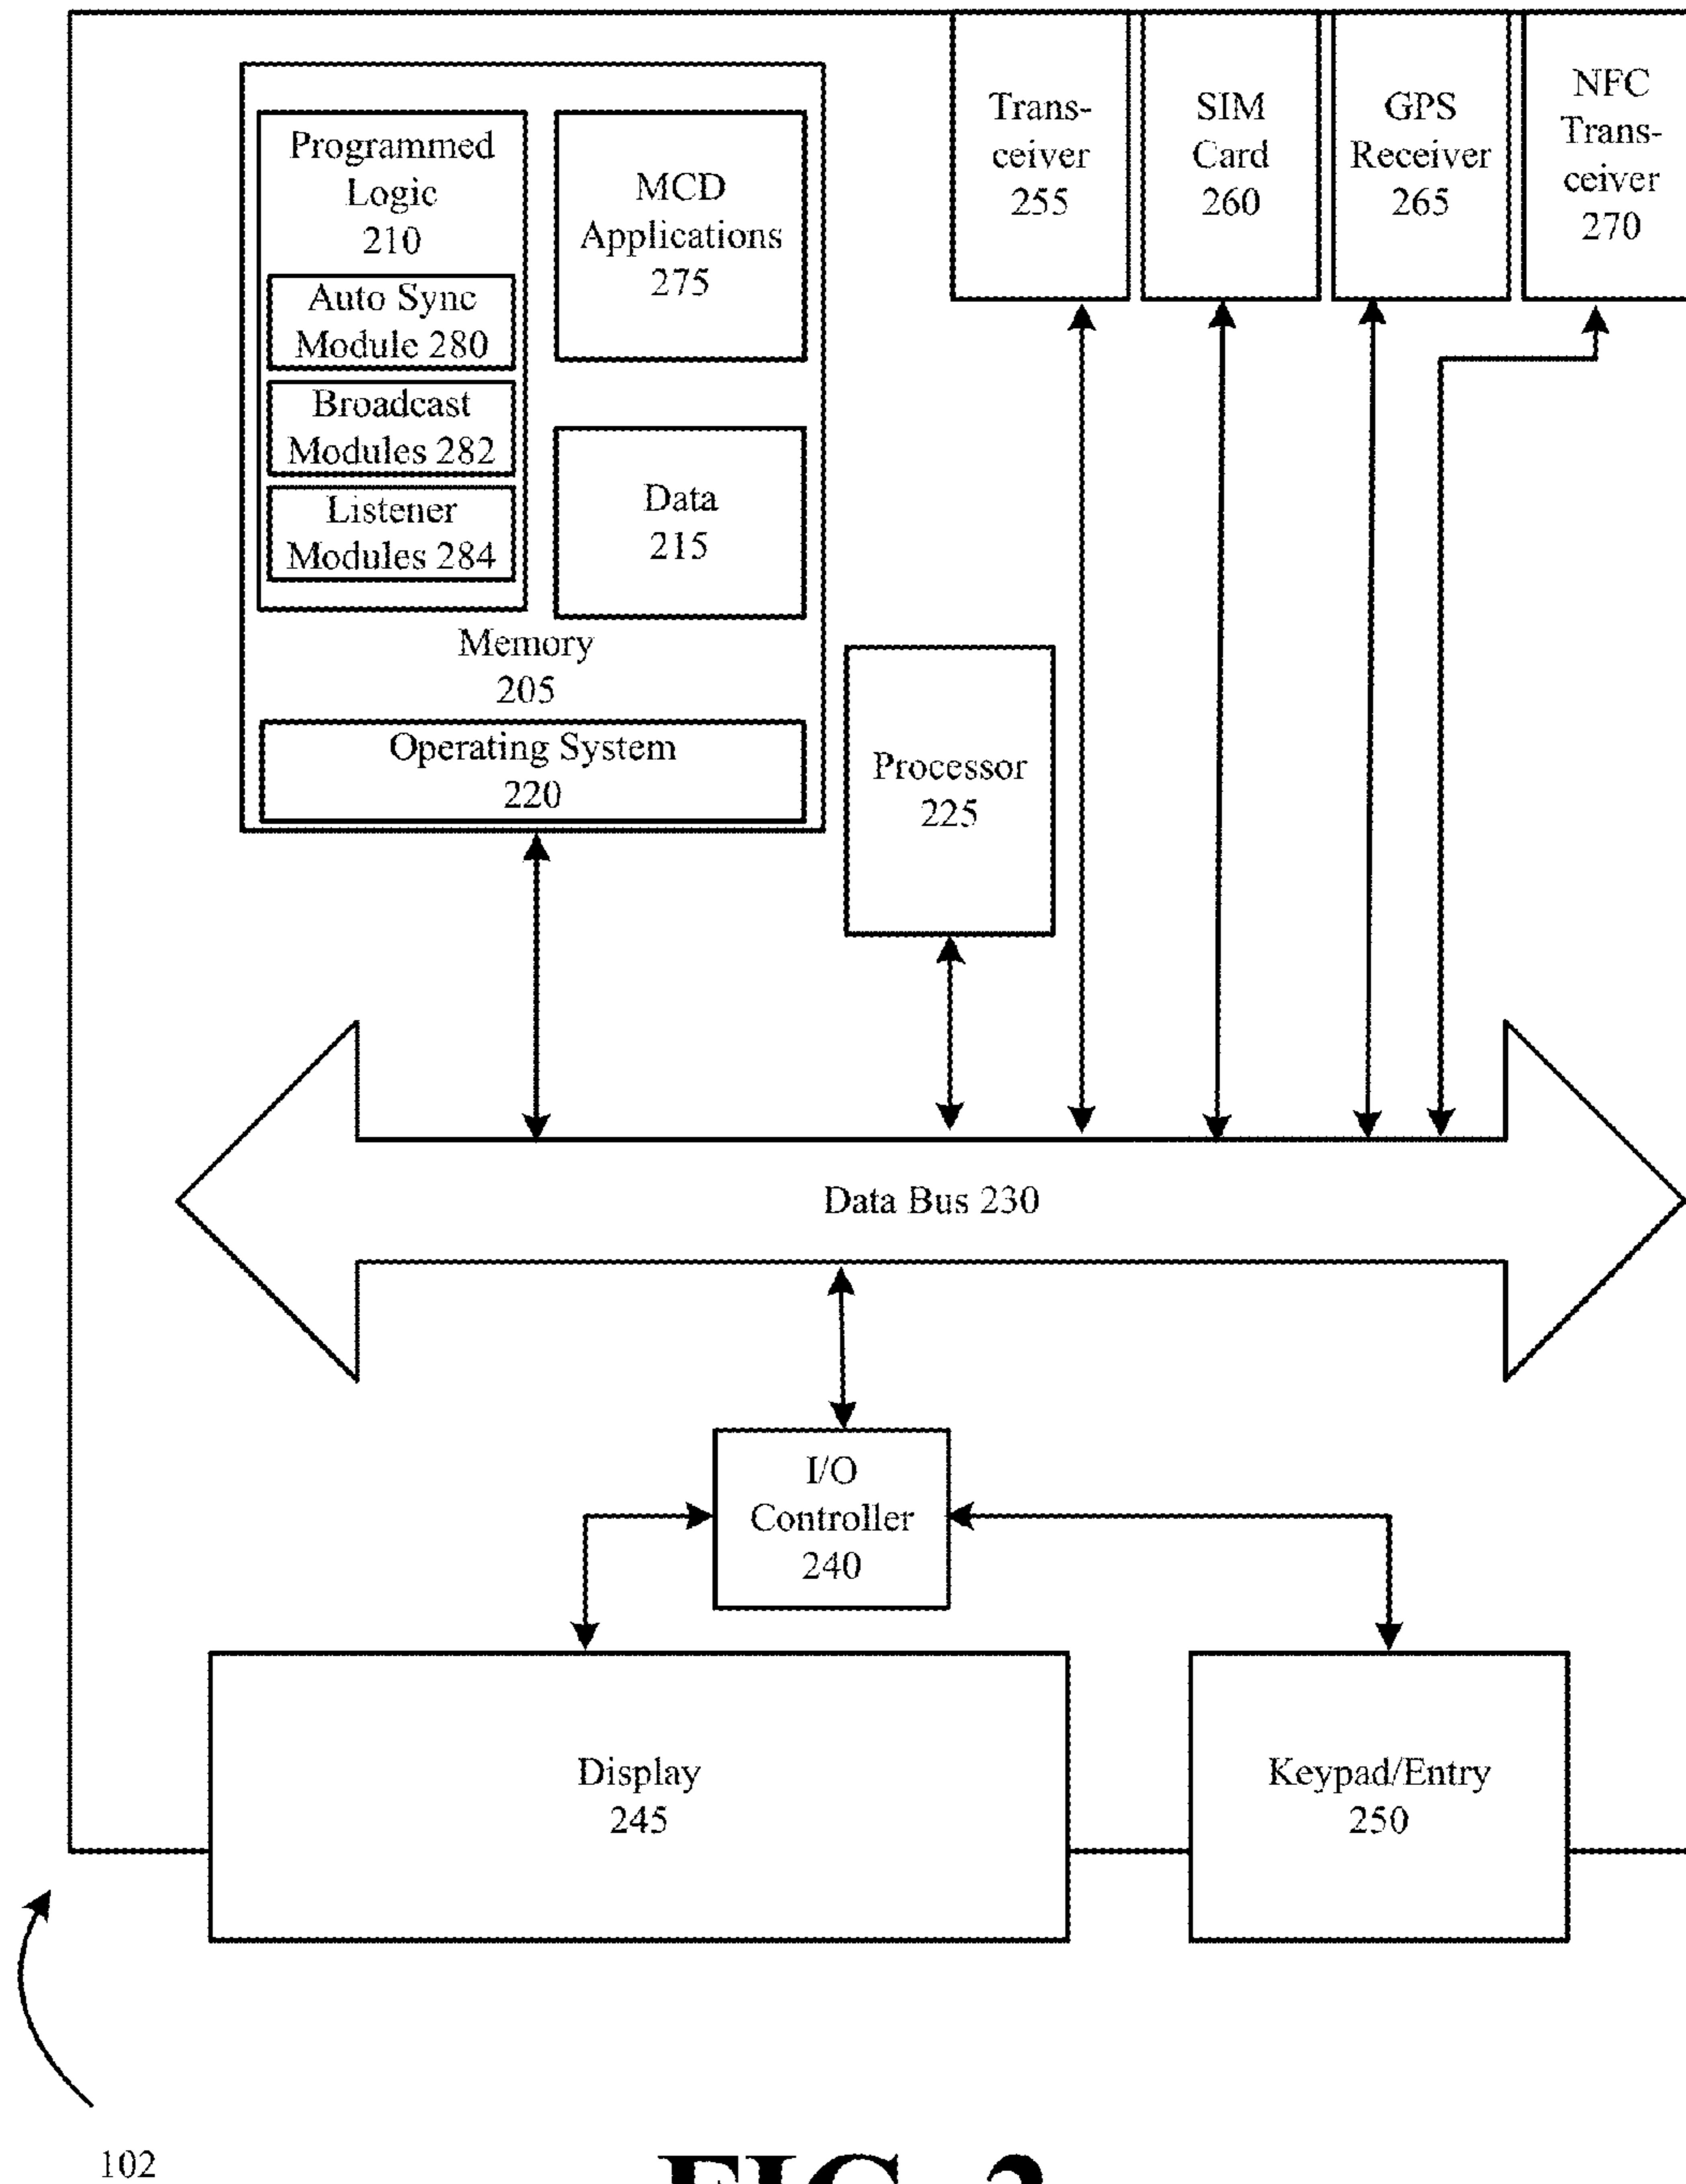 Programmed
Logic
210
Auto Sync
Module 280
Broadcast
Modules 282
Listener
Modules 284
MCD
Applications
275
Data
215
Memory
205
Operating System
220
Trans-
ceiver
255
SIM
Card
260
GPS
Receiver
265
NFC
Trans-
ceiver
270
Processor
225
Data Bus 230
I/O
Controller
240
Display
245
Keypad/Entry
250
102
FIG. 2